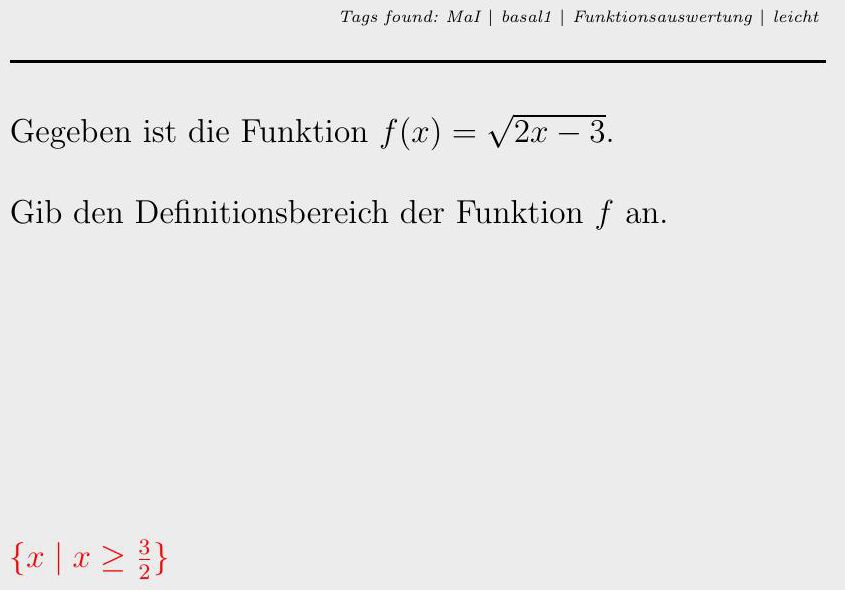 Tags found: MaI | basal1 | Funktionsauswertung | leicht
Gegeben ist die Funktion $f(x) = \sqrt{2x - 3}$.
Gib den Definitionsbereich der Funktion $f$ an.
$\{x \mid x \geq \frac{3}{2}\}$